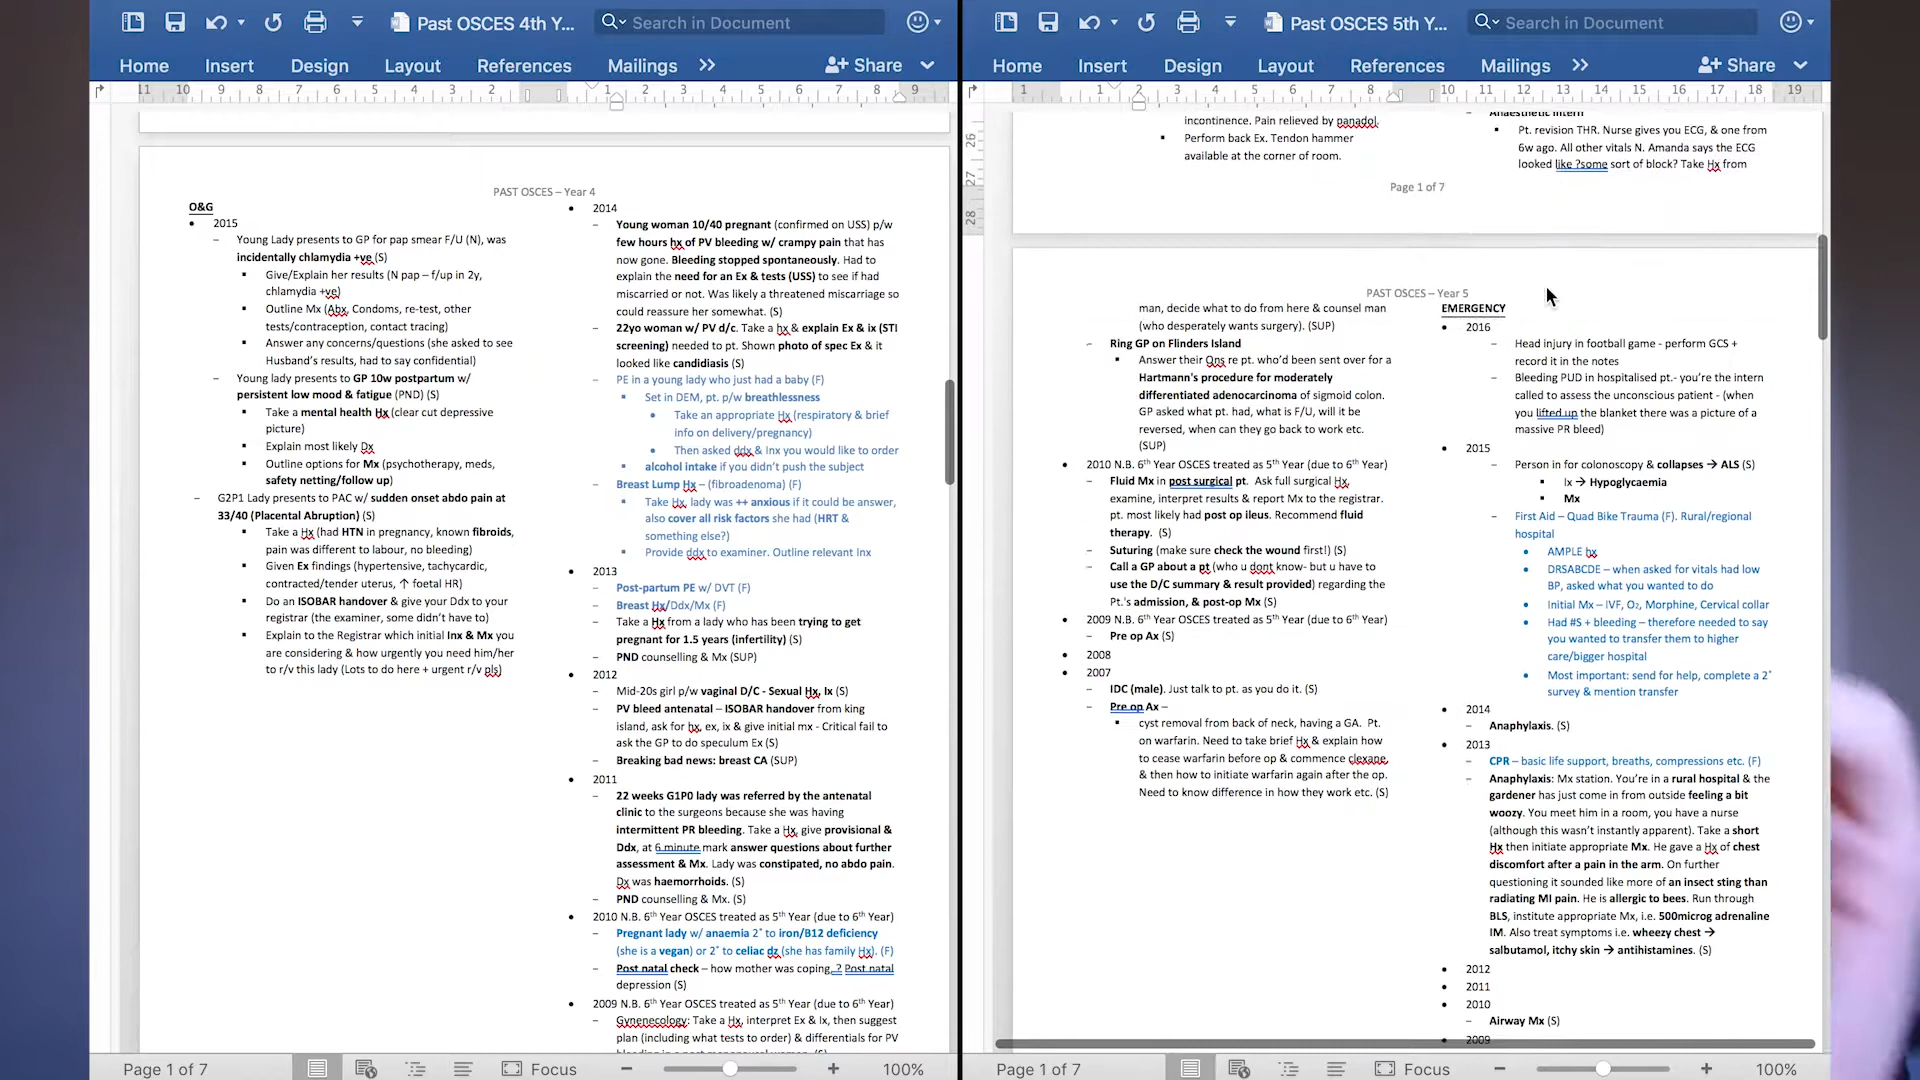 Past OSCES 4th Y...
Search in Document
Home Insert Design Layout References Mailings Share
11 10 9 8 7 6 5 4 3 2 1 2 3 4 5 6 7 8 9
PAST OSCES – Year 4
O&G
2015
Young Lady presents to GP for pap smear F/U (N), was
incidentally chlamydia +ve (S)
Give/Explain her results (N pap – f/up in 2y,
chlamydia +ve)
Outline Mx (Abx, Condoms, re-test, other
tests/contraception, contact tracing)
Answer any concerns/questions (she asked to see
Husband's results, had to say confidential)
Young lady presents to GP 10w postpartum w/
persistent low mood & fatigue (PND) (S)
Take a mental health Hx (clear cut depressive
picture)
Explain most likely Dx
Outline options for Mx (psychotherapy, meds,
safety netting/follow up)
G2P1 Lady presents to PAC w/ sudden onset abdo pain at
33/40 (Placental Abruption) (S)
Take a Hx (had HTN in pregnancy, known fibroids,
pain was different to labour, no bleeding)
Given Ex findings (hypertensive, tachycardic,
contracted/tender uterus, ↑ foetal HR)
Do an ISOBAR handover & give your Ddx to your
registrar (the examiner, some didn't have to)
Explain to the Registrar which initial Inx & Mx you
are considering & how urgently you need him/her
to r/v this lady (Lots to do here + urgent r/v pls)
2014
Young woman 10/40 pregnant (confirmed on USS) p/w
few hours hx of PV bleeding w/ crampy pain that has
now gone. Bleeding stopped spontaneously. Had to
explain the need for an Ex & tests (USS) to see if had
miscarried or not. Was likely a threatened miscarriage so
could reassure her somewhat. (S)
22yo woman w/ PV d/c. Take a hx & explain Ex & ix (STI
screening) needed to pt. Shown photo of spec Ex & it
looked like candidiasis (S)
PE in a young lady who just had a baby (F)
Set in DEM, pt. p/w breathlessness
Take an appropriate Hx (respiratory & brief
info on delivery/pregnancy)
Then asked ddx & Inx you would like to order
alcohol intake if you didn't push the subject
Breast Lump Hx – (fibroadenoma) (F)
Take Hx, lady was ++ anxious if it could be answer,
also cover all risk factors she had (HRT &
something else?)
Provide ddx to examiner. Outline relevant Inx
2013
Post-partum PE w/ DVT (F)
Breast Hx/Ddx/Mx (F)
Take a Hx from a lady who has been trying to get
pregnant for 1.5 years (infertility) (S)
PND counselling & Mx (SUP)
2012
Mid-20s girl p/w vaginal D/C - Sexual Hx, Ix (S)
PV bleed antenatal – ISOBAR handover from king
island, ask for hx, ex, ix & give initial mx - Critical fail to
ask the GP to do speculum Ex (S)
Breaking bad news: breast CA (SUP)
2011
22 weeks G1P0 lady was referred by the antenatal
clinic to the surgeons because she was having
intermittent PR bleeding. Take a Hx, give provisional &
Ddx, at 6 minute mark answer questions about further
assessment & Mx. Lady was constipated, no abdo pain.
Dx was haemorrhoids. (S)
PND counselling & Mx. (S)
2010 N.B. 6th Year OSCES treated as 5th Year (due to 6th Year)
Pregnant lady w/ anaemia 2˚ to iron/B12 deficiency
(she is a vegan) or 2˚ to celiac dz (she has family Hx). (F)
Post natal check – how mother was coping, ? Post natal
depression (S)
2009 N.B. 6th Year OSCES treated as 5th Year (due to 6th Year)
Gynenecology: Take a Hx, interpret Ex & Ix, then suggest
plan (including what tests to order) & differentials for PV
Page 1 of 7 Focus 100%
Past OSCES 5th Y...
Search in Document
Home Insert Design Layout References Mailings Share
1 1 2 3 4 5 6 7 8 10 11 12 13 14 15 16 17 18 19
26
27
28
incontinence. Pain relieved by panadol.
Perform back Ex. Tendon hammer
available at the corner of room.
Anaesthetic intern
Pt. revision THR. Nurse gives you ECG, & one from
6w ago. All other vitals N. Amanda says the ECG
looked like ?some sort of block? Take Hx from
Page 1 of 7
PAST OSCES – Year 5
man, decide what to do from here & counsel man
(who desperately wants surgery). (SUP)
Ring GP on Flinders Island
Answer their Qns re pt. who'd been sent over for a
Hartmann's procedure for moderately
differentiated adenocarcinoma of sigmoid colon.
GP asked what pt. had, what is F/U, will it be
reversed, when can they go back to work etc.
(SUP)
2010 N.B. 6th Year OSCES treated as 5th Year (due to 6th Year)
Fluid Mx in post surgical pt. Ask full surgical Hx,
examine, interpret results & report Mx to the registrar.
pt. most likely had post op ileus. Recommend fluid
therapy. (S)
Suturing (make sure check the wound first!) (S)
Call a GP about a pt (who u dont know- but u have to
use the D/C summary & result provided) regarding the
Pt.'s admission, & post-op Mx (S)
2009 N.B. 6th Year OSCES treated as 5th Year (due to 6th Year)
Pre op Ax (S)
2008
2007
IDC (male). Just talk to pt. as you do it. (S)
Pre op Ax –
cyst removal from back of neck, having a GA. Pt.
on warfarin. Need to take brief Hx & explain how
to cease warfarin before op & commence clexane,
& then how to initiate warfarin again after the op.
Need to know difference in how they work etc. (S)
EMERGENCY
2016
Head injury in football game - perform GCS +
record it in the notes
Bleeding PUD in hospitalised pt.- you're the intern
called to assess the unconscious patient - (when
you lifted up the blanket there was a picture of a
massive PR bleed)
2015
Person in for colonoscopy & collapses → ALS (S)
Ix → Hypoglycaemia
Mx
First Aid – Quad Bike Trauma (F). Rural/regional
hospital
AMPLE hx
DRSABCDE – when asked for vitals had low
BP, asked what you wanted to do
Initial Mx – IVF, O2, Morphine, Cervical collar
Had #S + bleeding – therefore needed to say
you wanted to transfer them to higher
care/bigger hospital
Most important: send for help, complete a 2˚
survey & mention transfer
2014
Anaphylaxis. (S)
2013
CPR – basic life support, breaths, compressions etc. (F)
Anaphylaxis: Mx station. You're in a rural hospital & the
gardener has just come in from outside feeling a bit
woozy. You meet him in a room, you have a nurse
(although this wasn't instantly apparent). Take a short
Hx then initiate appropriate Mx. He gave a Hx of chest
discomfort after a pain in the arm. On further
questioning it sounded like more of an insect sting than
radiating MI pain. He is allergic to bees. Run through
BLS, institute appropriate Mx, i.e. 500microg adrenaline
IM. Also treat symptoms i.e. wheezy chest →
salbutamol, itchy skin → antihistamines. (S)
2012
2011
2010
Airway Mx (S)
2009
Page 1 of 7 Focus 100%